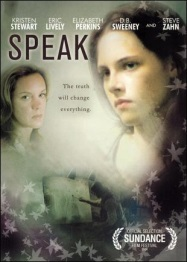 KRISTEN STEWART
ERIC LIVELY
ELIZABETH PERKINS
D.B. SWEENEY
AND
STEVE ZAHN
SPEAK
The truth
will change
everything.
OFFICIAL SELECTION
SUNDANCE
FILM FESTIVAL